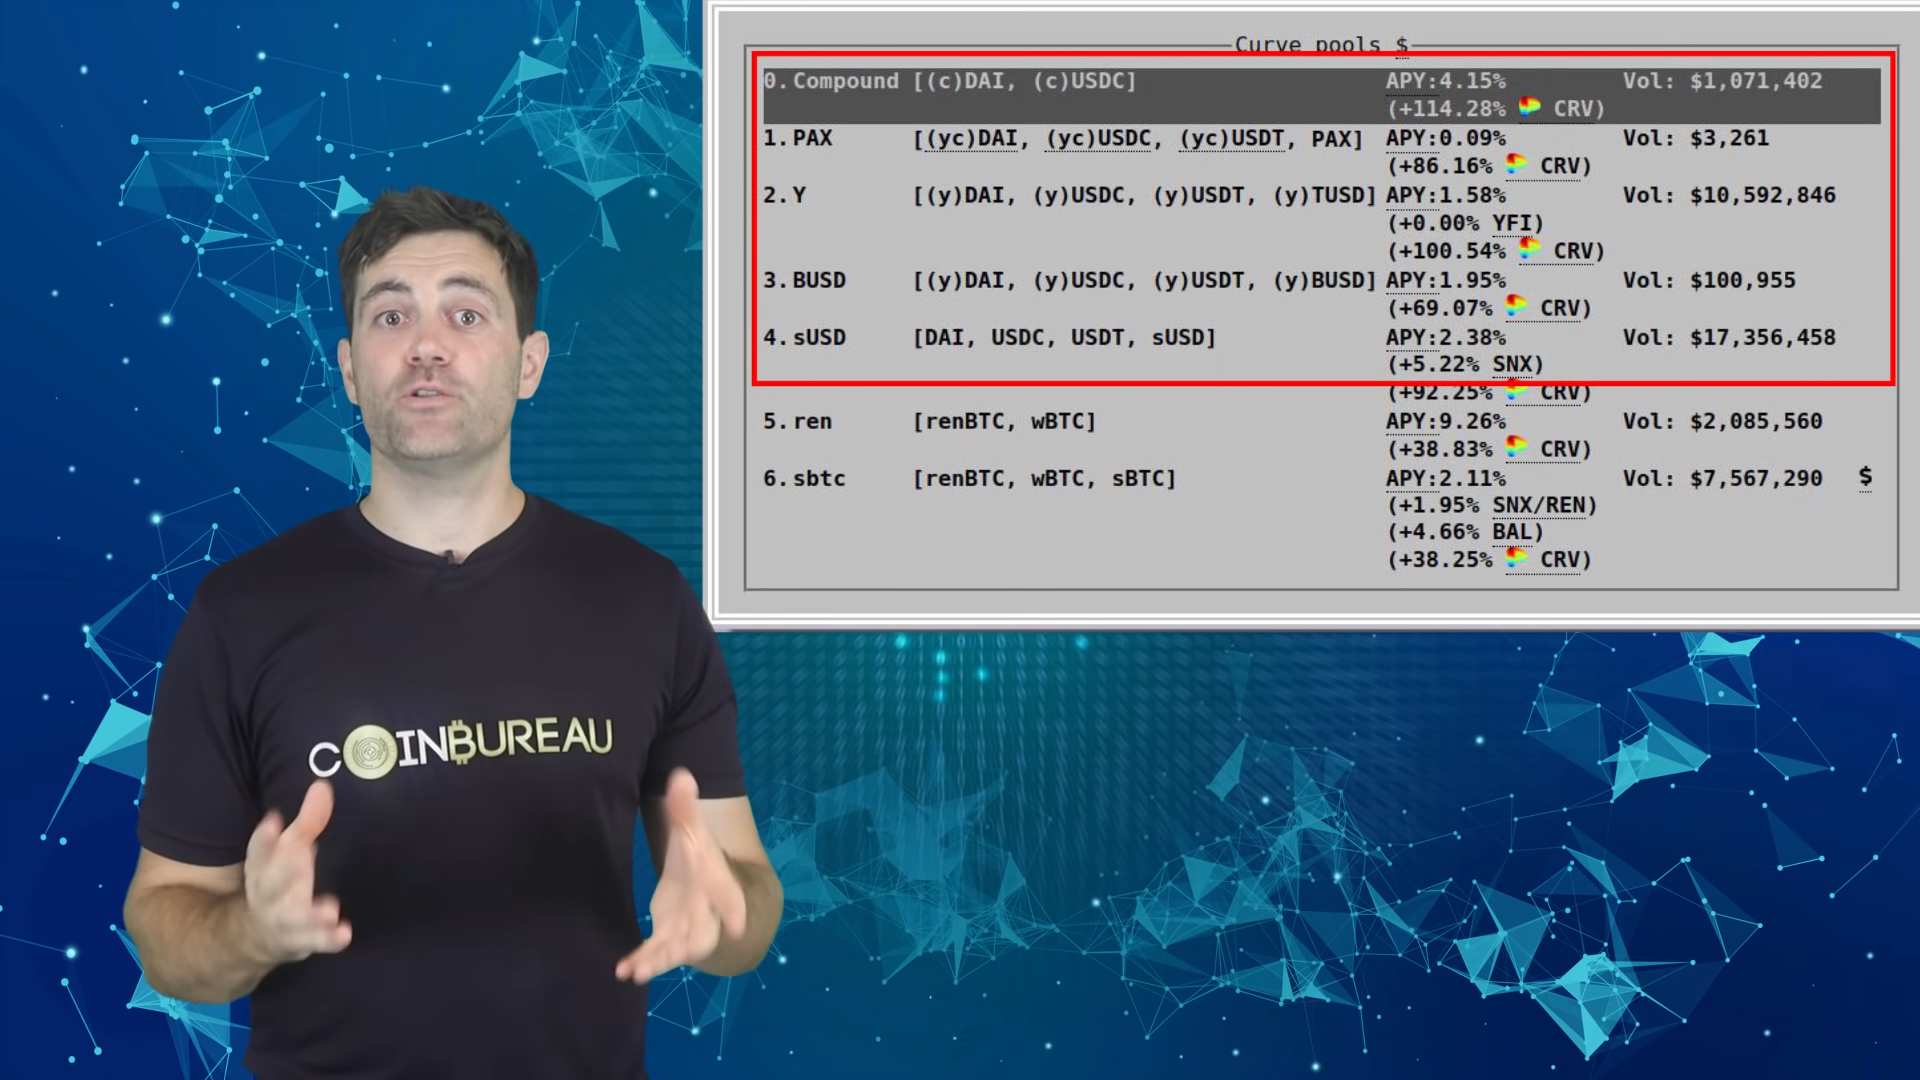 Curve pools $
0. Compound [(c)DAI, (c)USDC] APY:4.15% Vol: $1,071,402
(+114.28% CRV)
1. PAX [(yc)DAI, (yc)USDC, (yc)USDT, PAX] APY:0.09% Vol: $3,261
(+86.16% CRV)
2. Y [(y)DAI, (y)USDC, (y)USDT, (y)TUSD] APY:1.58% Vol: $10,592,846
(+0.00% YFI)
(+100.54% CRV)
3. BUSD [(y)DAI, (y)USDC, (y)USDT, (y)BUSD] APY:1.95% Vol: $100,955
(+69.07% CRV)
4. sUSD [DAI, USDC, USDT, sUSD] APY:2.38% Vol: $17,356,458
(+5.22% SNX)
(+92.25% CRV)
5. ren [renBTC, wBTC] APY:9.26% Vol: $2,085,560
(+38.83% CRV)
6. sbtc [renBTC, wBTC, sBTC] APY:2.11% Vol: $7,567,290 $
(+1.95% SNX/REN)
(+4.66% BAL)
(+38.25% CRV)
COINBUREAU